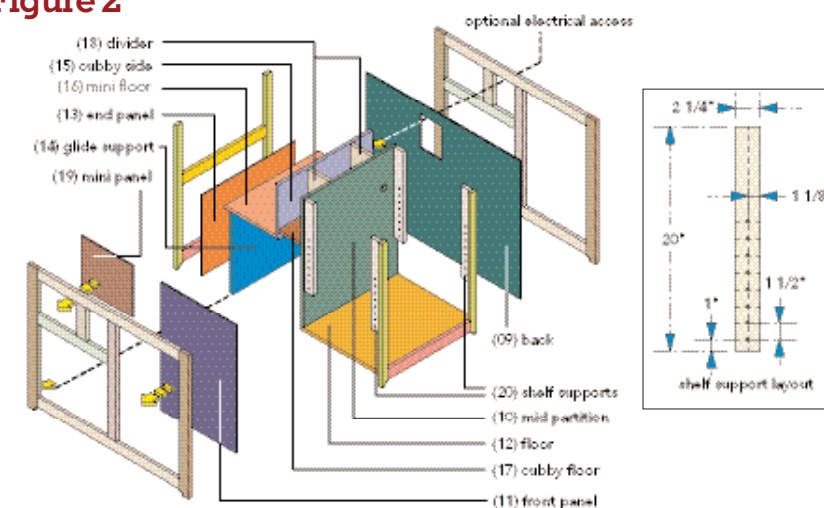 Figure 2
optional electrical access
(18) divider
(15) cubby side
(16) mini floor
(13) end panel
(14) glide support
(19) mini panel
2 1/4"
1 1/8
20"
1 1/2"
1"
shelf support layout
(09) back
(20) shelf supports
(10) mid partition
(12) floor
(17) cubby floor
(11) front panel